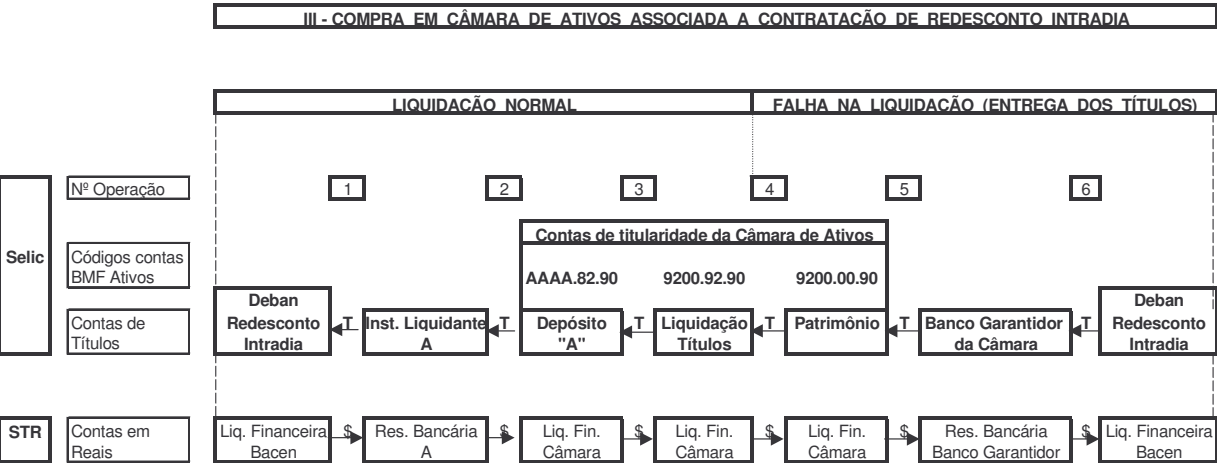 III - COMPRA EM CÂMARA DE ATIVOS ASSOCIADA A CONTRATAÇÃO DE REDESCONTO INTRADIA
LIQUIDAÇÃO NORMAL
FALHA NA LIQUIDAÇÃO (ENTREGA DOS TÍTULOS)
Selic
Nº Operação
1
2
3
4
5
6
Códigos contas
BMF Ativos
Contas de titularidade da Câmara de Ativos
AAAA.82.90
9200.92.90
9200.00.90
Contas de
Títulos
Deban
Redesconto
Intradia
T
Inst. Liquidante
A
T
Depósito
"A"
T
Liquidação
Títulos
T
Patrimônio
T
Banco Garantidor
da Câmara
T
Deban
Redesconto
Intradia
STR
Contas em
Reais
Liq. Financeira
Bacen
$
Res. Bancária
A
$
Liq. Fin.
Câmara
$
Liq. Fin.
Câmara
$
Liq. Fin.
Câmara
$
Res. Bancária
Banco Garantidor
$
Liq. Financeira
Bacen